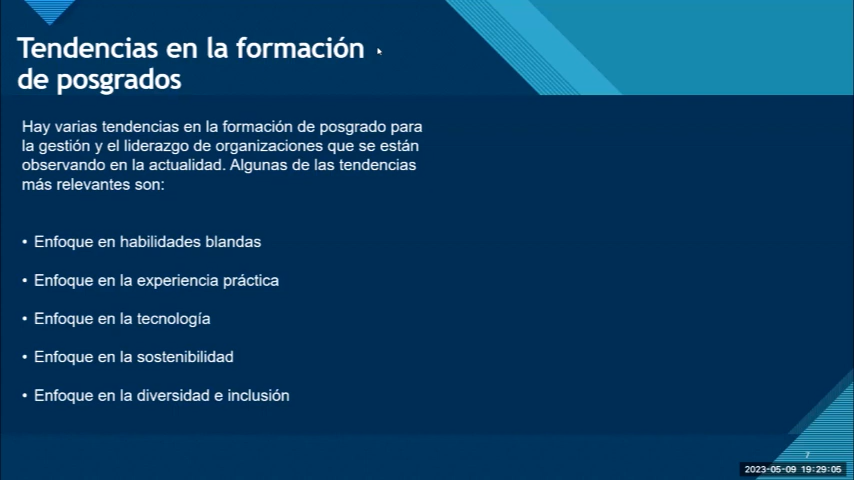 Tendencias en la formación
de posgrados
Hay varias tendencias en la formación de posgrado para
la gestión y el liderazgo de organizaciones que se están
observando en la actualidad. Algunas de las tendencias
más relevantes son:
• Enfoque en habilidades blandas
• Enfoque en la experiencia práctica
• Enfoque en la tecnología
• Enfoque en la sostenibilidad
• Enfoque en la diversidad e inclusión
7
2023-05-09 19:29:05